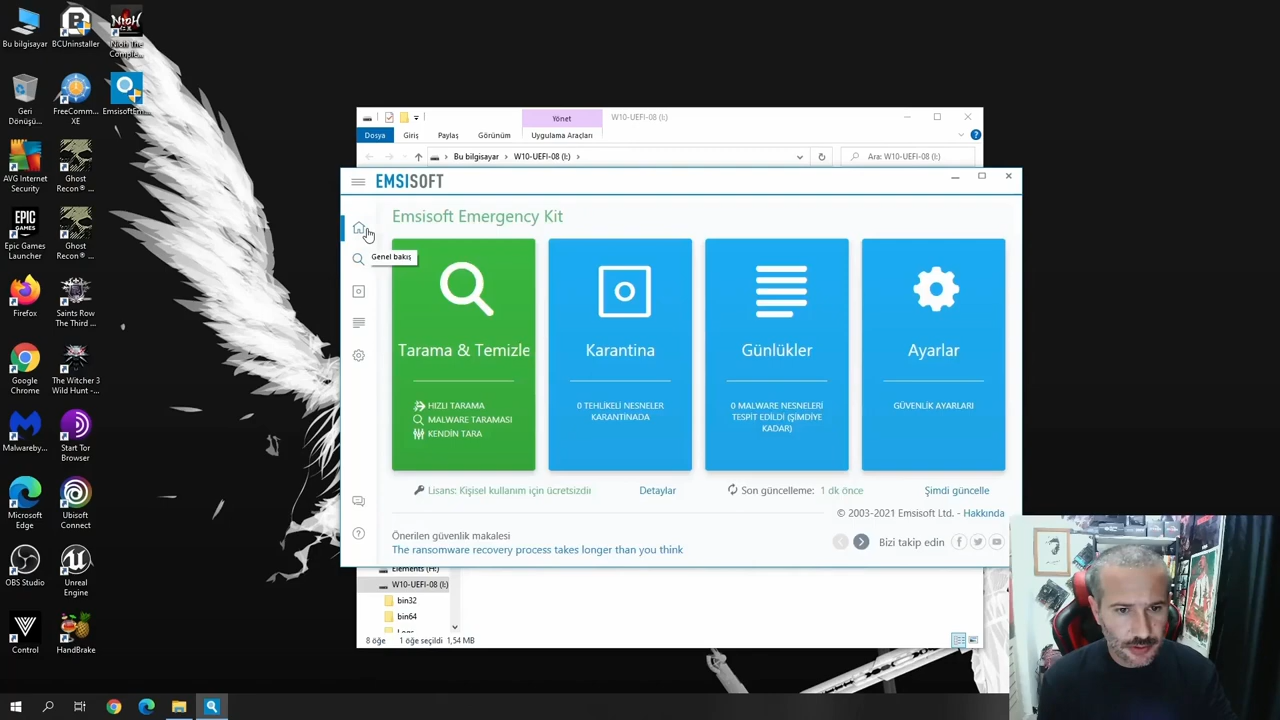 Bu bilgisayar
BCUninstaller
Nioh The
Comple...
Geri
Dönüşü...
FreeComm...
XE
EmsisoftEm...
AVG Internet
Security
Ghost
Recon® ...
Epic Games
Launcher
Ghost
Recon® ...
Firefox
Saints Row
The Third ...
Google
Chrome
The Witcher 3
Wild Hunt -...
Malwareby...
Start Tor
Browser
Microsoft
Edge
Ubisoft
Connect
OBS Studio
Unreal
Engine
Control
HandBrake
Yönet
W10-UEFI-08 (I:)
Dosya
Giriş
Paylaş
Görünüm
Uygulama Araçları
Bu bilgisayar > W10-UEFI-08 (I:) >
Ara: W10-UEFI-08 (I:)
EMSISOFT
Emsisoft Emergency Kit
Genel bakış
Tarama & Temizle
HIZLI TARAMA
MALWARE TARAMASI
KENDİN TARA
Karantina
0 TEHLİKELİ NESNELER
KARANTINADA
Günlükler
0 MALWARE NESNELERİ
TESPİT EDİLDİ (ŞİMDİYE
KADAR)
Ayarlar
GÜVENLİK AYARLARI
Lisans: Kişisel kullanım için ücretsizdir
Detaylar
Son güncelleme: 1 dk önce
Şimdi güncelle
© 2003-2021 Emsisoft Ltd. - Hakkında
Önerilen güvenlik makalesi
The ransomware recovery process takes longer than you think
Bizi takip edin
Elements (H:)
W10-UEFI-08 (I:)
bin32
bin64
Logs
8 öğe
1 öğe seçildi 1,54 MB